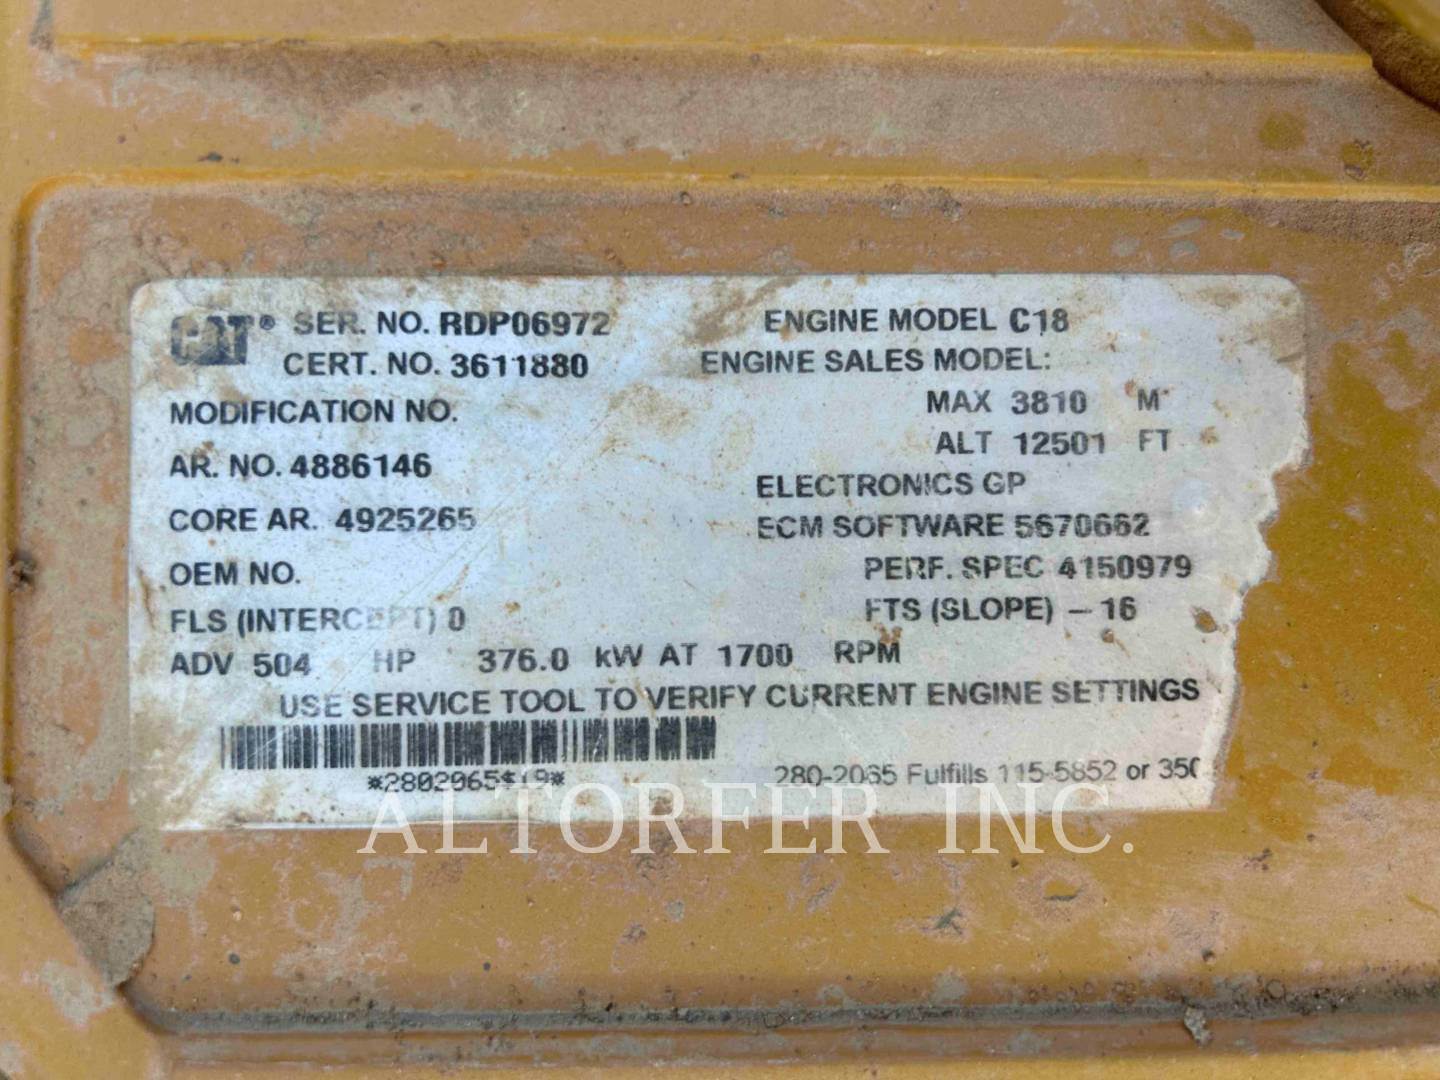 CAT® SER. NO. RDP06972 ENGINE MODEL C18
CERT. NO. 3611880 ENGINE SALES MODEL:
MODIFICATION NO. MAX 3810 M
ALT 12501 FT
AR. NO. 4886146
ELECTRONICS GP
CORE AR. 4925265 ECM SOFTWARE 5670662
OEM NO. PERF. SPEC 4150979
FLS (INTERCEPT) 0 FTS (SLOPE) -16
ADV 504 HP 376.0 kW AT 1700 RPM
USE SERVICE TOOL TO VERIFY CURRENT ENGINE SETTINGS
*2802065$19* 280-2065 Fulfills 115-5852 or
ALTORFER INC.